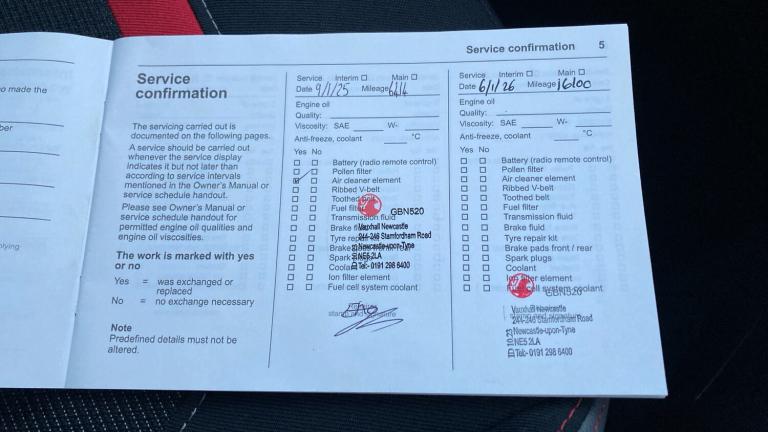 o made the
ber
plying
Service confirmation 5
Service
confirmation
The servicing carried out is
documented on the following pages.
A service should be carried out
whenever the service display
indicates it but not later than
according to service intervals
mentioned in the Owner's Manual or
service schedule handout.
Please see Owner's Manual or
service schedule handout for
permitted engine oil qualities and
engine oil viscosities.
The work is marked with yes
or no
Yes = was exchanged or
replaced
No = no exchange necessary
Note
Predefined details must not be
altered.
Service Interim Main
Date 9/1/25 Mileage 6414
Engine oil
Quality:
Viscosity: SAE W-
Anti-freeze, coolant °C
Yes No
Battery (radio remote control)
Pollen filter
Air cleaner element
Ribbed V-belt
Toothed belt
Fuel filter
Transmission fluid
Brake fluid
Tyre repair kit
Brake pads front / rear
Spark plugs
Coolant
Ion filter element
Fuel cell system coolant
GBN520
Vauxhall Newcastle
244-246 Stamfordham Road
Newcastle-upon-Tyne
NE5 2LA
Tel:- 0191 298 6400
stamp and signature
Service Interim Main
Date 6/1/26 Mileage 16100
Engine oil
Quality:
Viscosity: SAE W-
Anti-freeze, coolant °C
Yes No
Battery (radio remote control)
Pollen filter
Air cleaner element
Ribbed V-belt
Toothed belt
Fuel filter
Transmission fluid
Brake fluid
Tyre repair kit
Brake pads front / rear
Spark plugs
Coolant
Ion filter element
Fuel cell system coolant
GBN520
Vauxhall Newcastle
244-246 Stamfordham Road
Newcastle-upon-Tyne
NE5 2LA
Tel:- 0191 298 6400